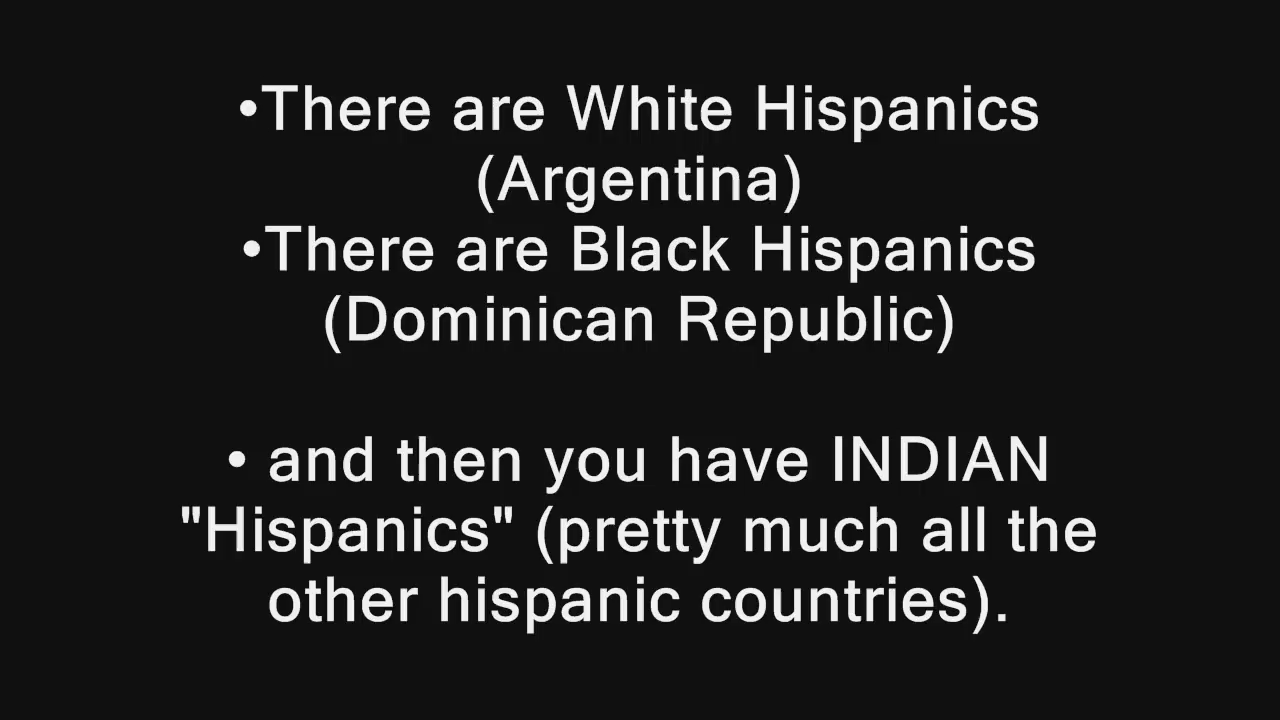 •There are White Hispanics
(Argentina)
•There are Black Hispanics
(Dominican Republic)
• and then you have INDIAN
"Hispanics" (pretty much all the
other hispanic countries).